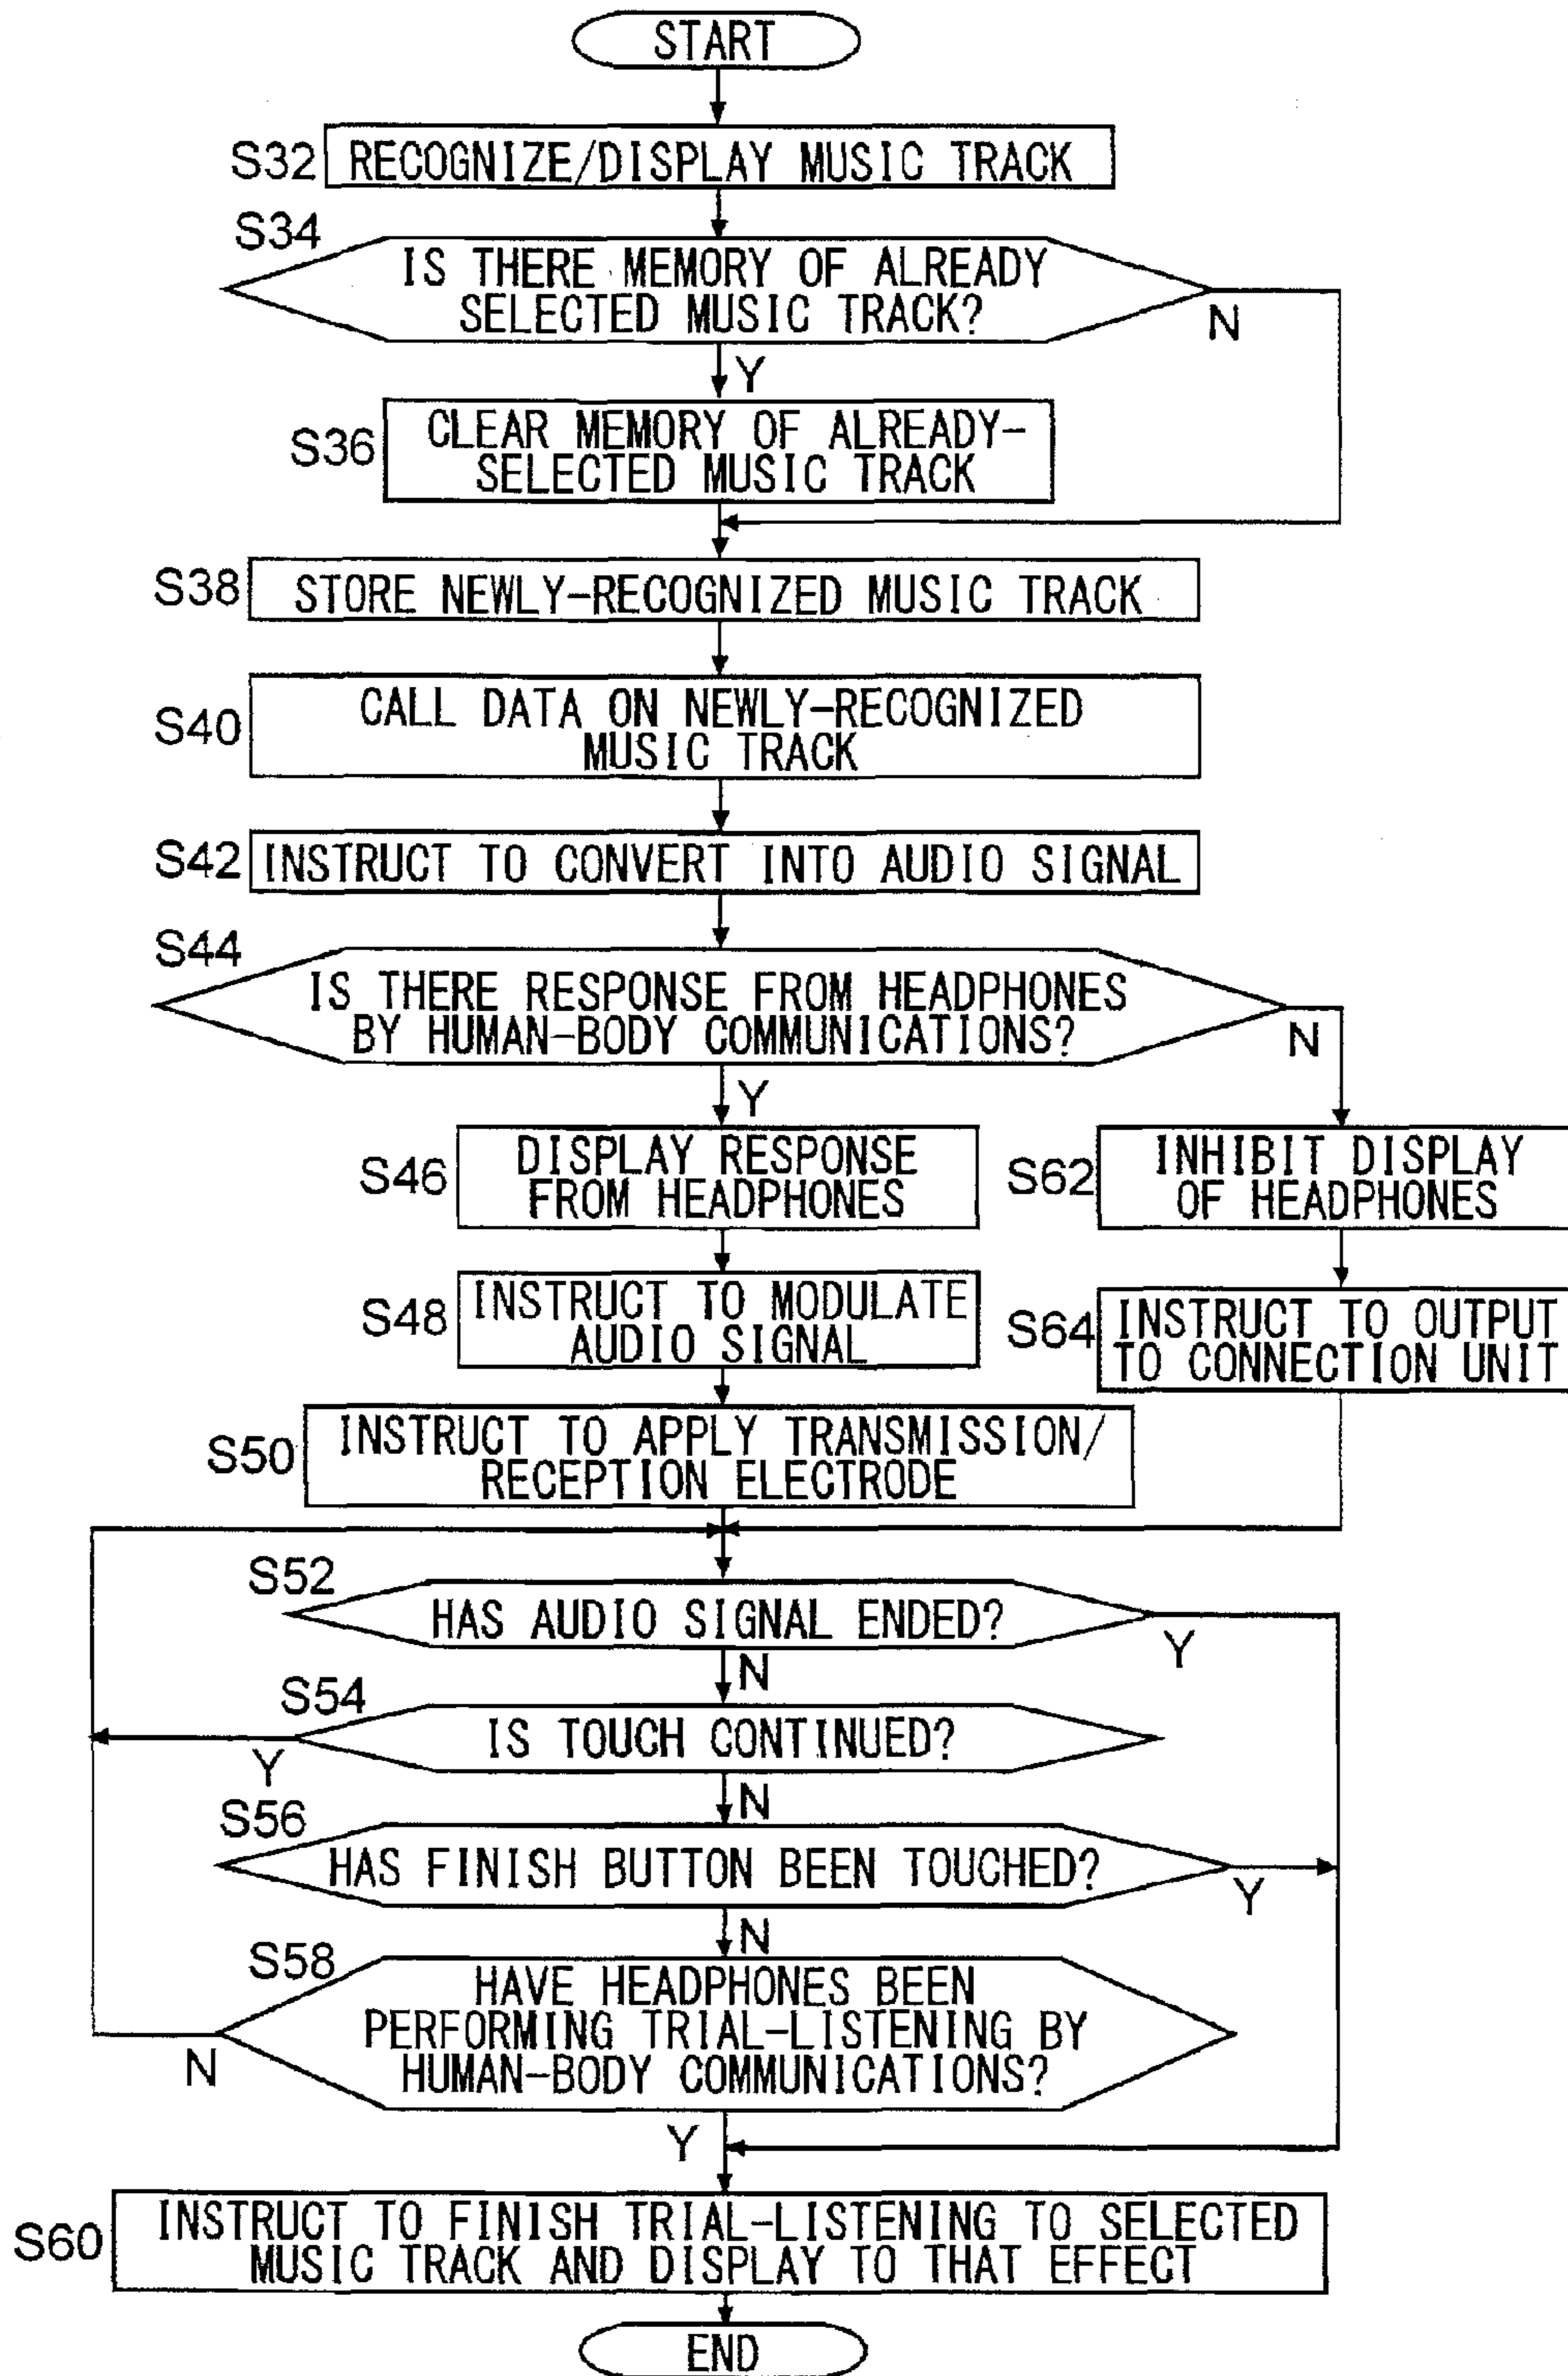 START
S32 RECOGNIZE/DISPLAY MUSIC TRACK
S34
IS THERE MEMORY OF ALREADY
SELECTED MUSIC TRACK?
N
Y
S36
CLEAR MEMORY OF ALREADY-
SELECTED MUSIC TRACK
S38 STORE NEWLY-RECOGNIZED MUSIC TRACK
S40
CALL DATA ON NEWLY-RECOGNIZED
MUSIC TRACK
S42 INSTRUCT TO CONVERT INTO AUDIO SIGNAL
S44
IS THERE RESPONSE FROM HEADPHONES
BY HUMAN-BODY COMMUNICATIONS?
N
Y
S46
DISPLAY RESPONSE
FROM HEADPHONES
S62
INHIBIT DISPLAY
OF HEADPHONES
S48
INSTRUCT TO MODULATE
AUDIO SIGNAL
S64
INSTRUCT TO OUTPUT
TO CONNECTION UNIT
S50
INSTRUCT TO APPLY TRANSMISSION/
RECEPTION ELECTRODE
S52
HAS AUDIO SIGNAL ENDED?
Y
N
S54
IS TOUCH CONTINUED?
Y
N
S56
HAS FINISH BUTTON BEEN TOUCHED?
Y
N
S58
HAVE HEADPHONES BEEN
PERFORMING TRIAL-LISTENING BY
HUMAN-BODY COMMUNICATIONS?
N
Y
S60
INSTRUCT TO FINISH TRIAL-LISTENING TO SELECTED
MUSIC TRACK AND DISPLAY TO THAT EFFECT
END